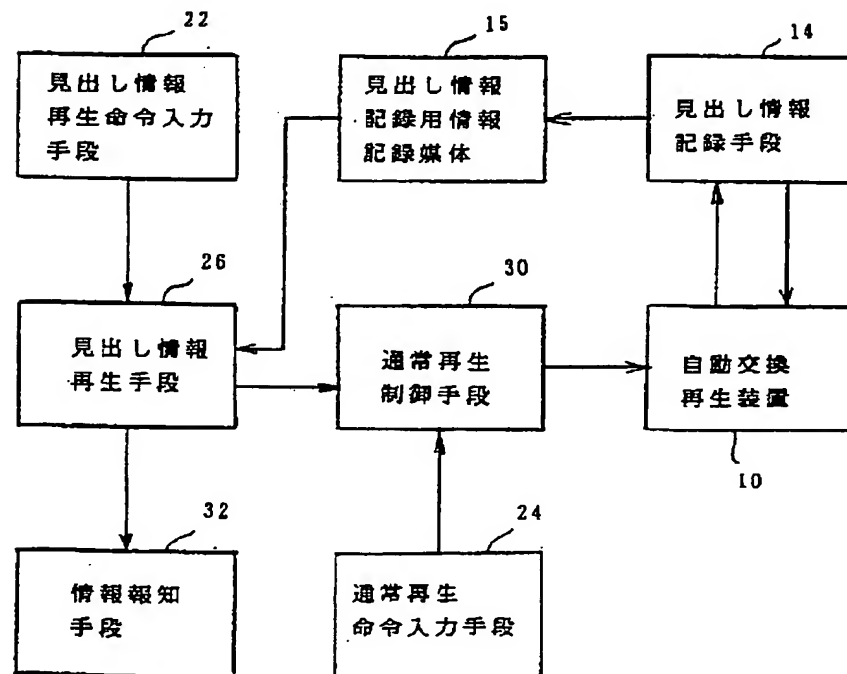 22
見出し情報
再生命令入力
手段
15
見出し情報
記録用情報
記録媒体
14
見出し情報
記録手段
26
見出し情報
再生手段
30
通常再生
制御手段
自動交換
再生装置
10
32
情報報知
手段
24
通常再生
命令入力手段